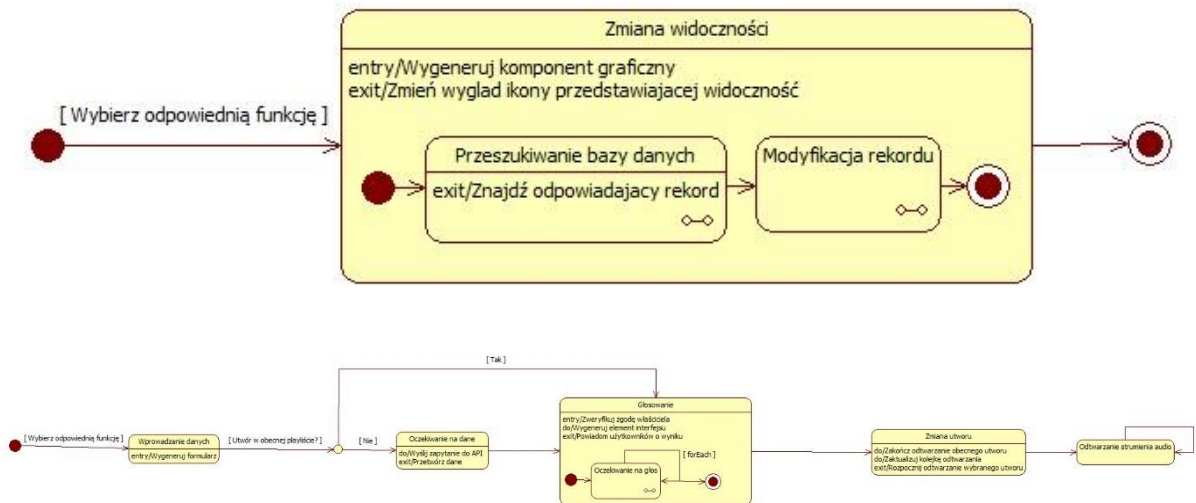 Zmiana widoczności
entry/Wygeneruj komponent graficzny
exit/Zmień wyglad ikony przedstawiajacej widoczność
[ Wybierz odpowiednią funkcję ]
Przeszukiwanie bazy danych
exit/Znajdź odpowiadajacy rekord
Modyfikacja rekordu
[ Tak ]
[ Wybierz odpowiednią funkcję ]
Wprowadzanie danych
entry/Wygeneruj formularz
[ Utwór w obecnej playliście? ]
[ Nie ]
Oczekiwanie na dane
do/Wyślij zapytanie do API
exit/Przetwórz dane
Głosowanie
entry/Zweryfikuj zgodę właściciela
do/Wygeneruj element interfejsu
exit/Powiadom użytkowników o wyniku
Oczekiwanie na głos
[ forEach ]
Zmiana utworu
do/Zakończ odtwarzanie obecnego utworu
do/Zaktualizuj kolejkę odtwarzania
exit/Rozpocznij odtwarzanie wybranego utworu
Odtwarzanie strumienia audio